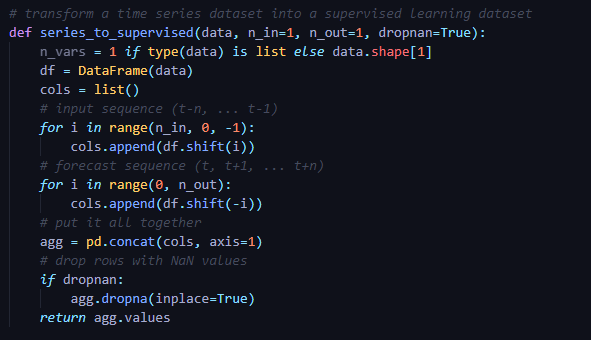 # transform a time series dataset into a supervised learning dataset
def series_to_supervised(data, n_in=1, n_out=1, dropnan=True):
    n_vars = 1 if type(data) is list else data.shape[1]
    df = DataFrame(data)
    cols = list()
    # input sequence (t-n, ... t-1)
    for i in range(n_in, 0, -1):
        cols.append(df.shift(i))
    # forecast sequence (t, t+1, ... t+n)
    for i in range(0, n_out):
        cols.append(df.shift(-i))
    # put it all together
    agg = pd.concat(cols, axis=1)
    # drop rows with NaN values
    if dropnan:
        agg.dropna(inplace=True)
    return agg.values